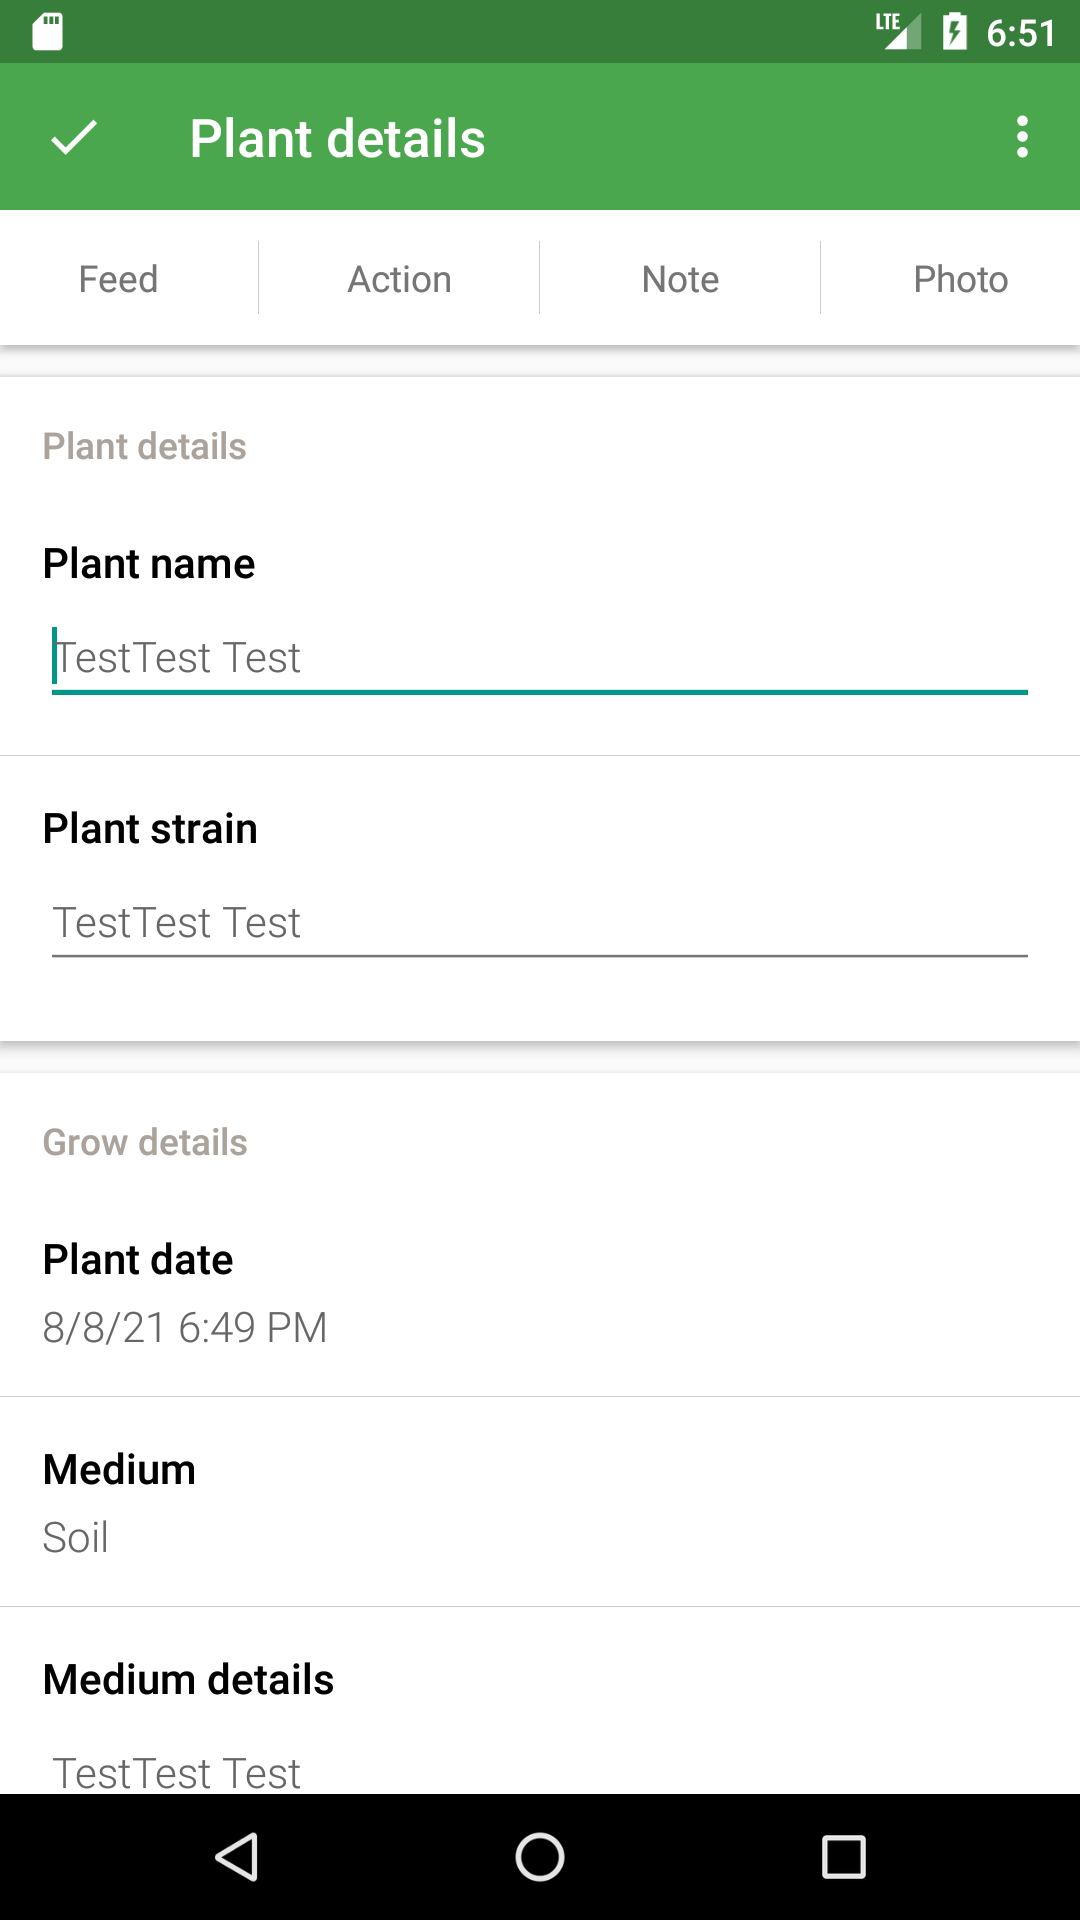 LTE 6:51
Plant details
Feed Action Note Photo
Plant details
Plant name
TestTest Test
Plant strain
TestTest Test
Grow details
Plant date
8/8/21 6:49 PM
Medium
Soil
Medium details
TestTest Test